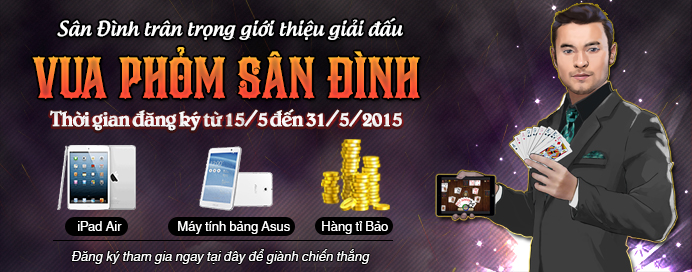 Sân Đình trân trọng giới thiệu giải đấu
VUA PHỎM SÂN ĐÌNH
Thời gian đăng ký từ 15/5 đến 31/5/2015
iPad Air
Máy tính bảng Asus
Hàng tỉ Bảo
Đăng ký tham gia ngay tại đây để giành chiến thắng